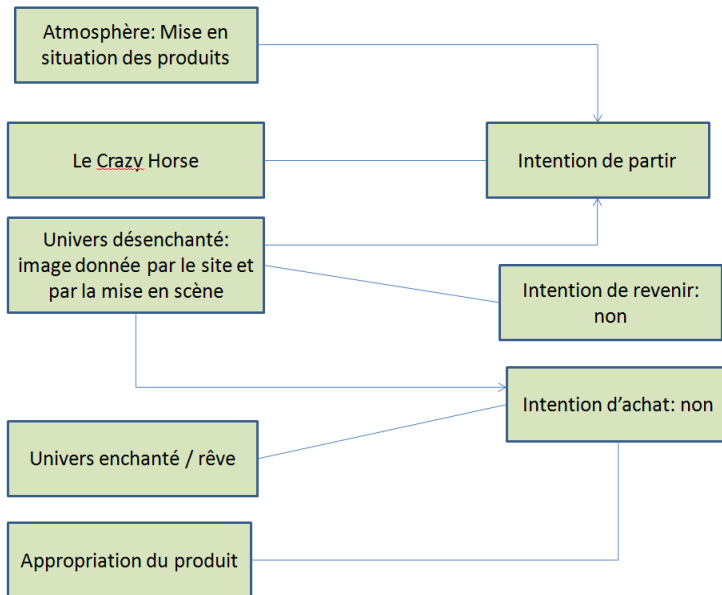 Atmosphère: Mise en
situation des produits
Le Crazy Horse
Intention de partir
Univers désenchanté:
image donnée par le site et
par la mise en scène
Intention de revenir:
non
Intention d’achat: non
Univers enchanté / rêve
Appropriation du produit